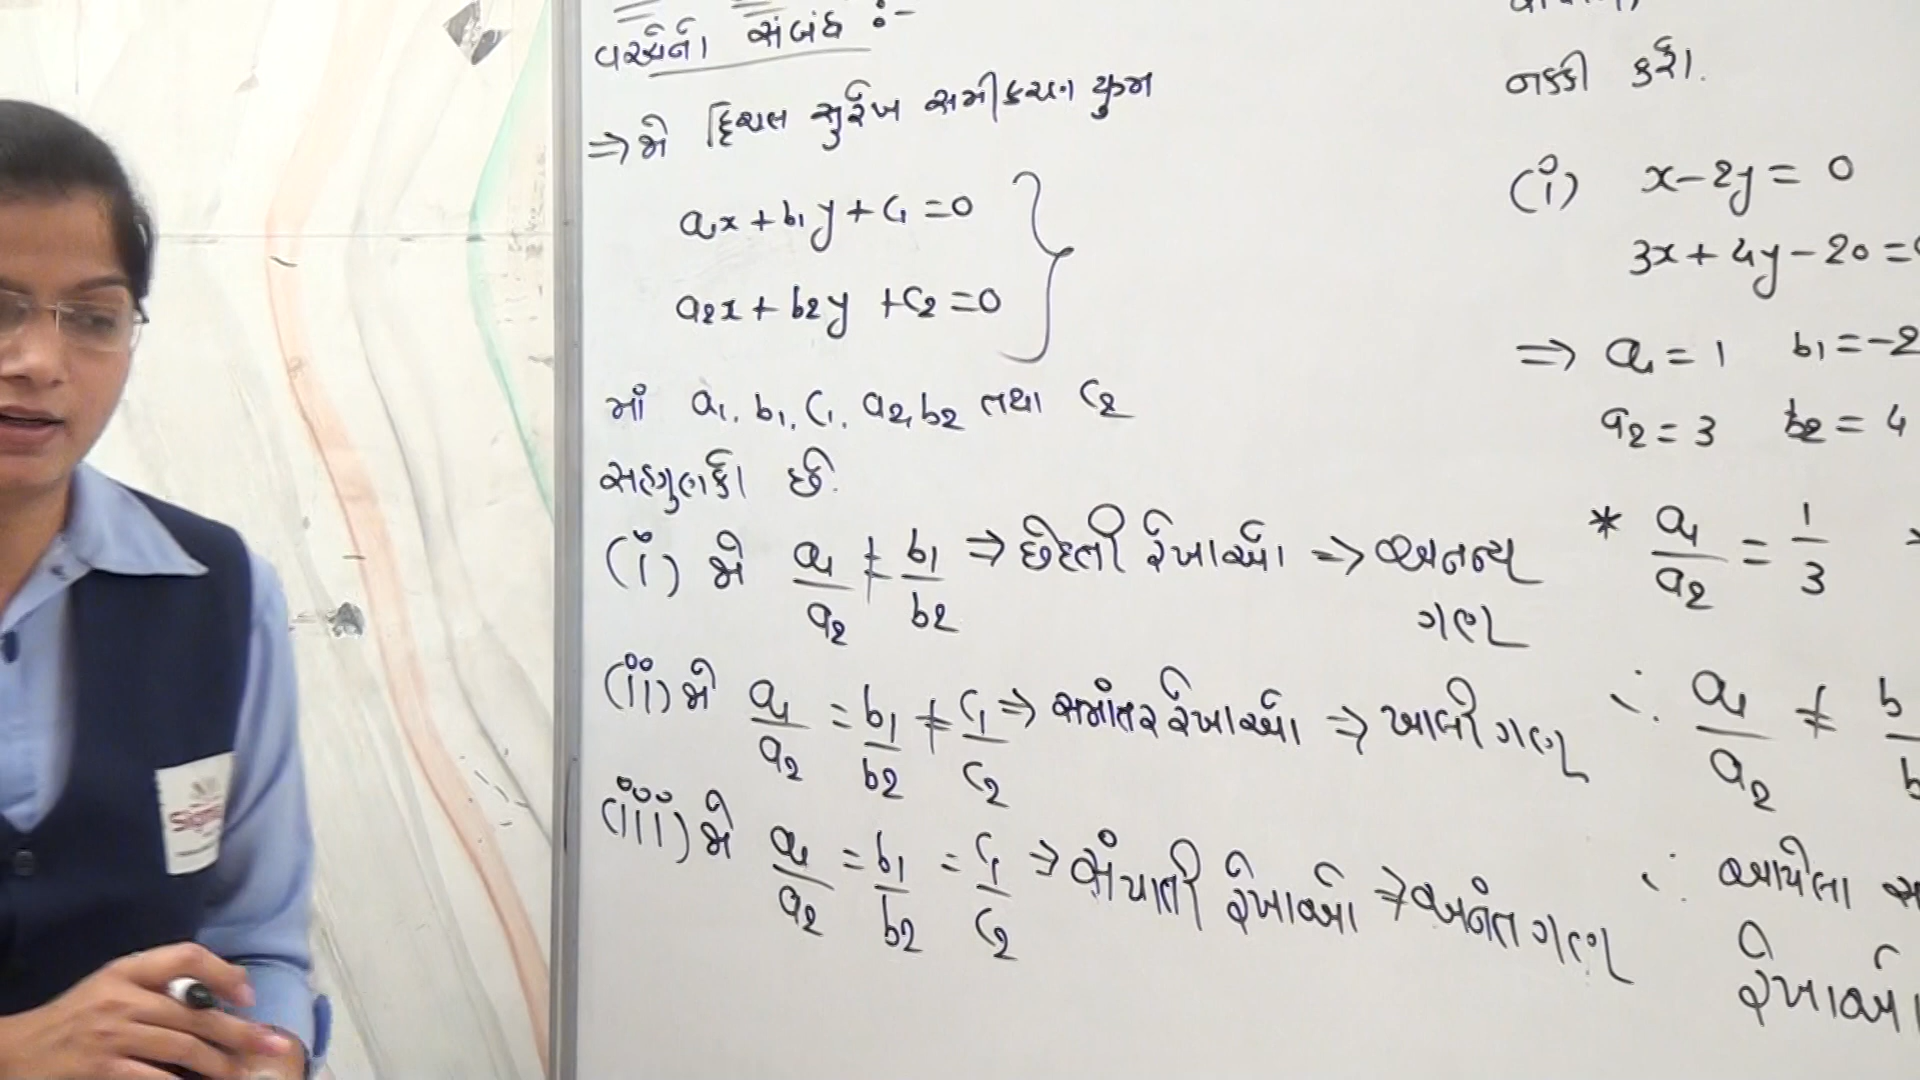 વચ્ચેનો સંબંધ :-
⇒ જો દ્વિચલ સુરેખ સમીકરણ યુગ્મ
a₁x + b₁y + c₁ = 0
a₂x + b₂y + c₂ = 0
માં a₁, b₁, c₁, a₂, b₂ તથા c₂
સહગુણકો છે.
(i) જો a₁/a₂ ≠ b₁/b₂ ⇒ છેદતી રેખાઓ ⇒ અનન્ય
ગણ
(ii) જો a₁/a₂ = b₁/b₂ ≠ c₁/c₂ ⇒ સમાંતર રેખાઓ ⇒ ખાલી ગણ
(iii) જો a₁/a₂ = b₁/b₂ = c₁/c₂ ⇒ સંપાતી રેખાઓ ⇒ અનંત ગણ
નક્કી કરો.
(i) x - 2y = 0
3x + 4y - 20 =
⇒ a₁ = 1 b₁ = -2
a₂ = 3 b₂ = 4
* a₁/a₂ = 1/3
∴ a₁/a₂ ≠ b/b
∴ આપેલા
રેખાઓ